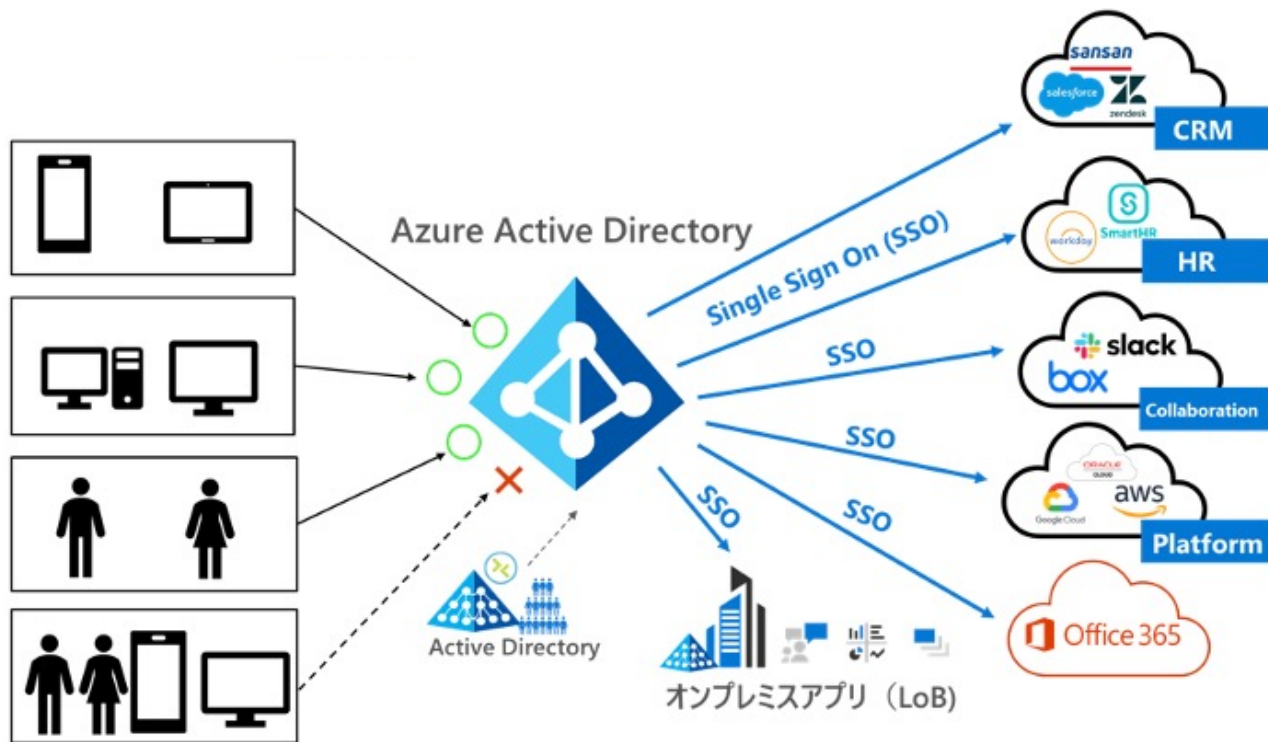 Azure Active Directory
sansan
salesforce
zendesk
CRM
Single Sign On (SSO)
workday
SmartHR
HR
SSO
slack
box
Collaboration
SSO
ORACLE
CLOUD
Google Cloud
aws
Platform
SSO
SSO
Office 365
Active Directory
オンプレミスアプリ（LoB)